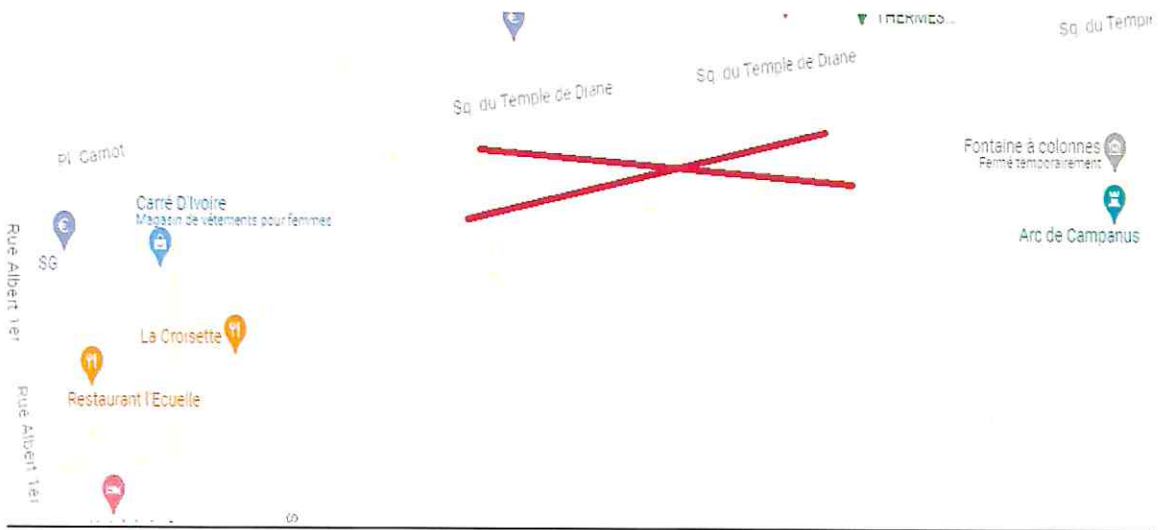 THERMES...
Sq. du Temple
Sq. du Temple de Diane
Sq. du Temple de Diane
Pl. Carnot
Fontaine à colonnes
Fermé temporairement
Carré D'Ivoire
Magasin de vêtements pour femmes
Rue Albert 1er
SG
Arc de Campanus
La Croisette
Restaurant l'Ecuelle
Rue Albert 1er